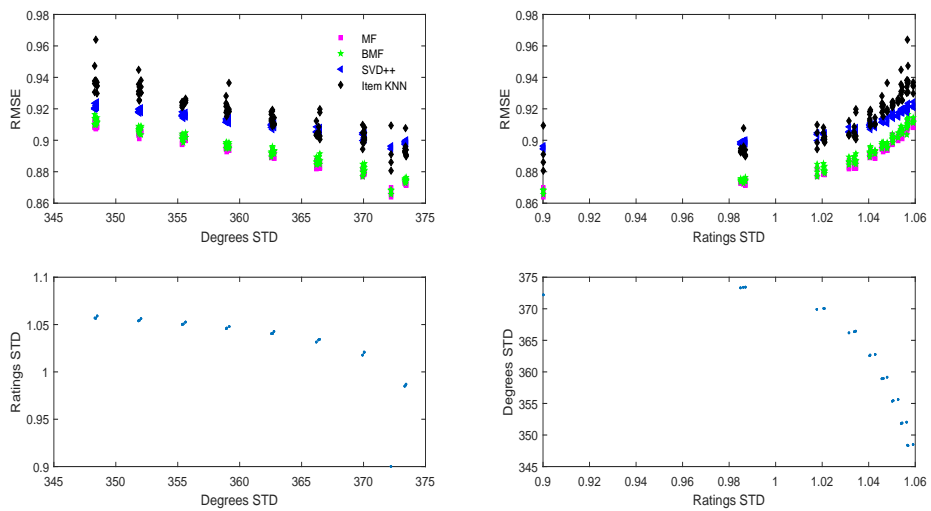 0.98
0.96
0.94
0.92
0.9
0.88
0.86
RMSE
345 350 355 360 365 370 375
Degrees STD
MF
BMF
SVD++
Item KNN
0.98
0.96
0.94
0.92
0.9
0.88
0.86
RMSE
0.9 0.92 0.94 0.96 0.98 1 1.02 1.04 1.06
Ratings STD
1.1
1.05
1
0.95
0.9
Ratings STD
345 350 355 360 365 370 375
Degrees STD
375
370
365
360
355
350
345
Degrees STD
0.9 0.92 0.94 0.96 0.98 1 1.02 1.04 1.06
Ratings STD